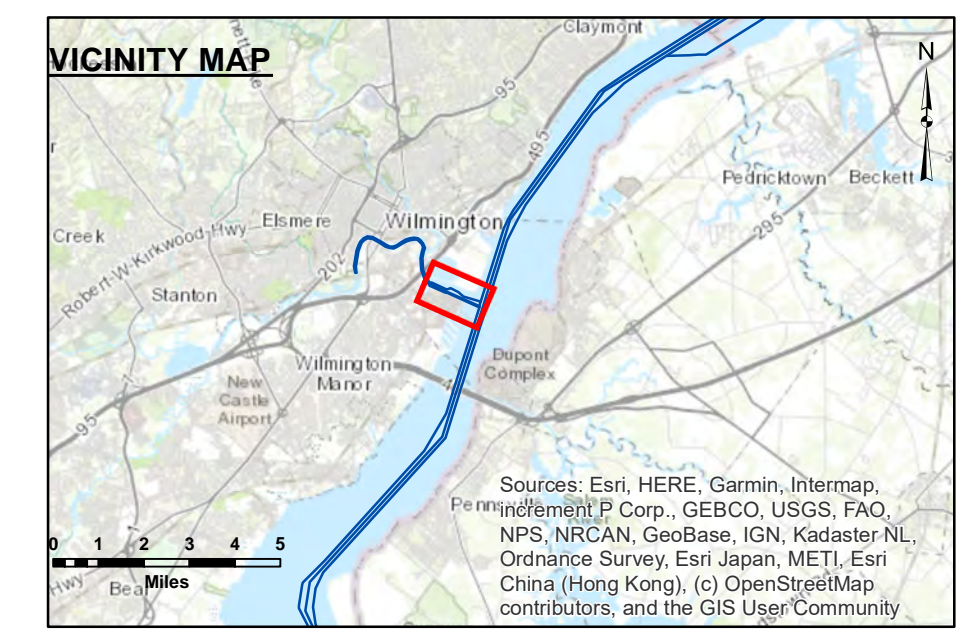 VICINITY MAP
Claymont
N
95
495
Pedricktown
Beckett
295
Creek
Elsmere
Wilmington
Robert-W-Kirkwood-Hwy
202
Stanton
Wilmington
Manor
Dupont
Complex
New
Castle
Airport
95
Sources: Esri, HERE, Garmin, Intermap,
increment P Corp., GEBCO, USGS, FAO,
NPS, NRCAN, GeoBase, IGN, Kadaster NL,
Ordnance Survey, Esri Japan, METI, Esri
China (Hong Kong), (c) OpenStreetMap
contributors, and the GIS User Community
Salem
River
0 1 2 3 4 5
Miles
Hwy
1